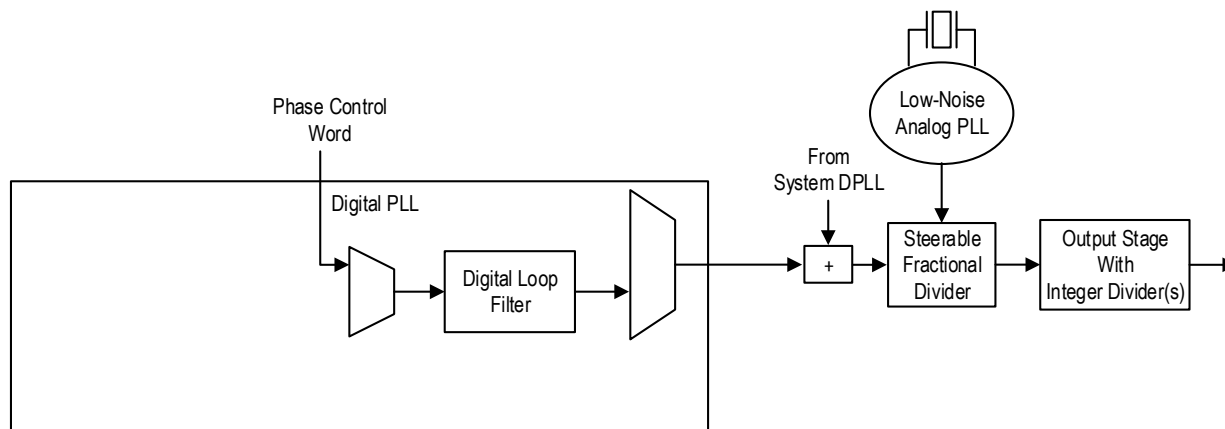 Low-Noise
Analog PLL
Phase Control
Word
From
System DPLL
Digital PLL
Digital Loop
Filter
+
Steerable
Fractional
Divider
Output Stage
With
Integer Divider(s)